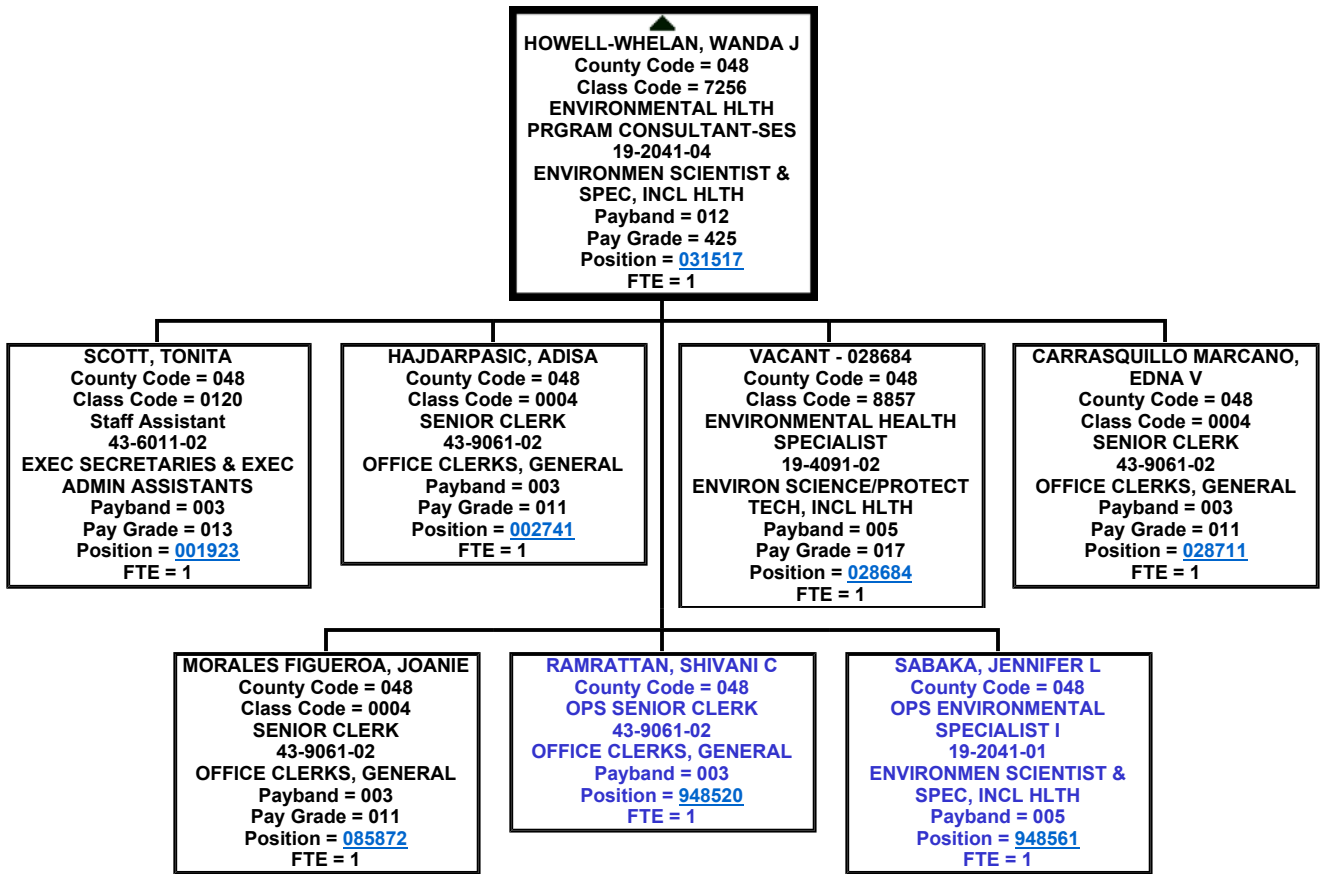 HOWELL-WHELAN, WANDA J
County Code = 048
Class Code = 7256
ENVIRONMENTAL HLTH
PRGRAM CONSULTANT-SES
19-2041-04
ENVIRONMEN SCIENTIST &
SPEC, INCL HLTH
Payband = 012
Pay Grade = 425
Position = 031517
FTE = 1
SCOTT, TONITA
County Code = 048
Class Code = 0120
Staff Assistant
43-6011-02
EXEC SECRETARIES & EXEC
ADMIN ASSISTANTS
Payband = 003
Pay Grade = 013
Position = 001923
FTE = 1
HAJDARPASIC, ADISA
County Code = 048
Class Code = 0004
SENIOR CLERK
43-9061-02
OFFICE CLERKS, GENERAL
Payband = 003
Pay Grade = 011
Position = 002741
FTE = 1
VACANT - 028684
County Code = 048
Class Code = 8857
ENVIRONMENTAL HEALTH
SPECIALIST
19-4091-02
ENVIRON SCIENCE/PROTECT
TECH, INCL HLTH
Payband = 005
Pay Grade = 017
Position = 028684
FTE = 1
CARRASQUILLO MARCANO,
EDNA V
County Code = 048
Class Code = 0004
SENIOR CLERK
43-9061-02
OFFICE CLERKS, GENERAL
Payband = 003
Pay Grade = 011
Position = 028711
FTE = 1
MORALES FIGUEROA, JOANIE
County Code = 048
Class Code = 0004
SENIOR CLERK
43-9061-02
OFFICE CLERKS, GENERAL
Payband = 003
Pay Grade = 011
Position = 085872
FTE = 1
RAMRATTAN, SHIVANI C
County Code = 048
OPS SENIOR CLERK
43-9061-02
OFFICE CLERKS, GENERAL
Payband = 003
Position = 948520
FTE = 1
SABAKA, JENNIFER L
County Code = 048
OPS ENVIRONMENTAL
SPECIALIST I
19-2041-01
ENVIRONMEN SCIENTIST &
SPEC, INCL HLTH
Payband = 005
Position = 948561
FTE = 1